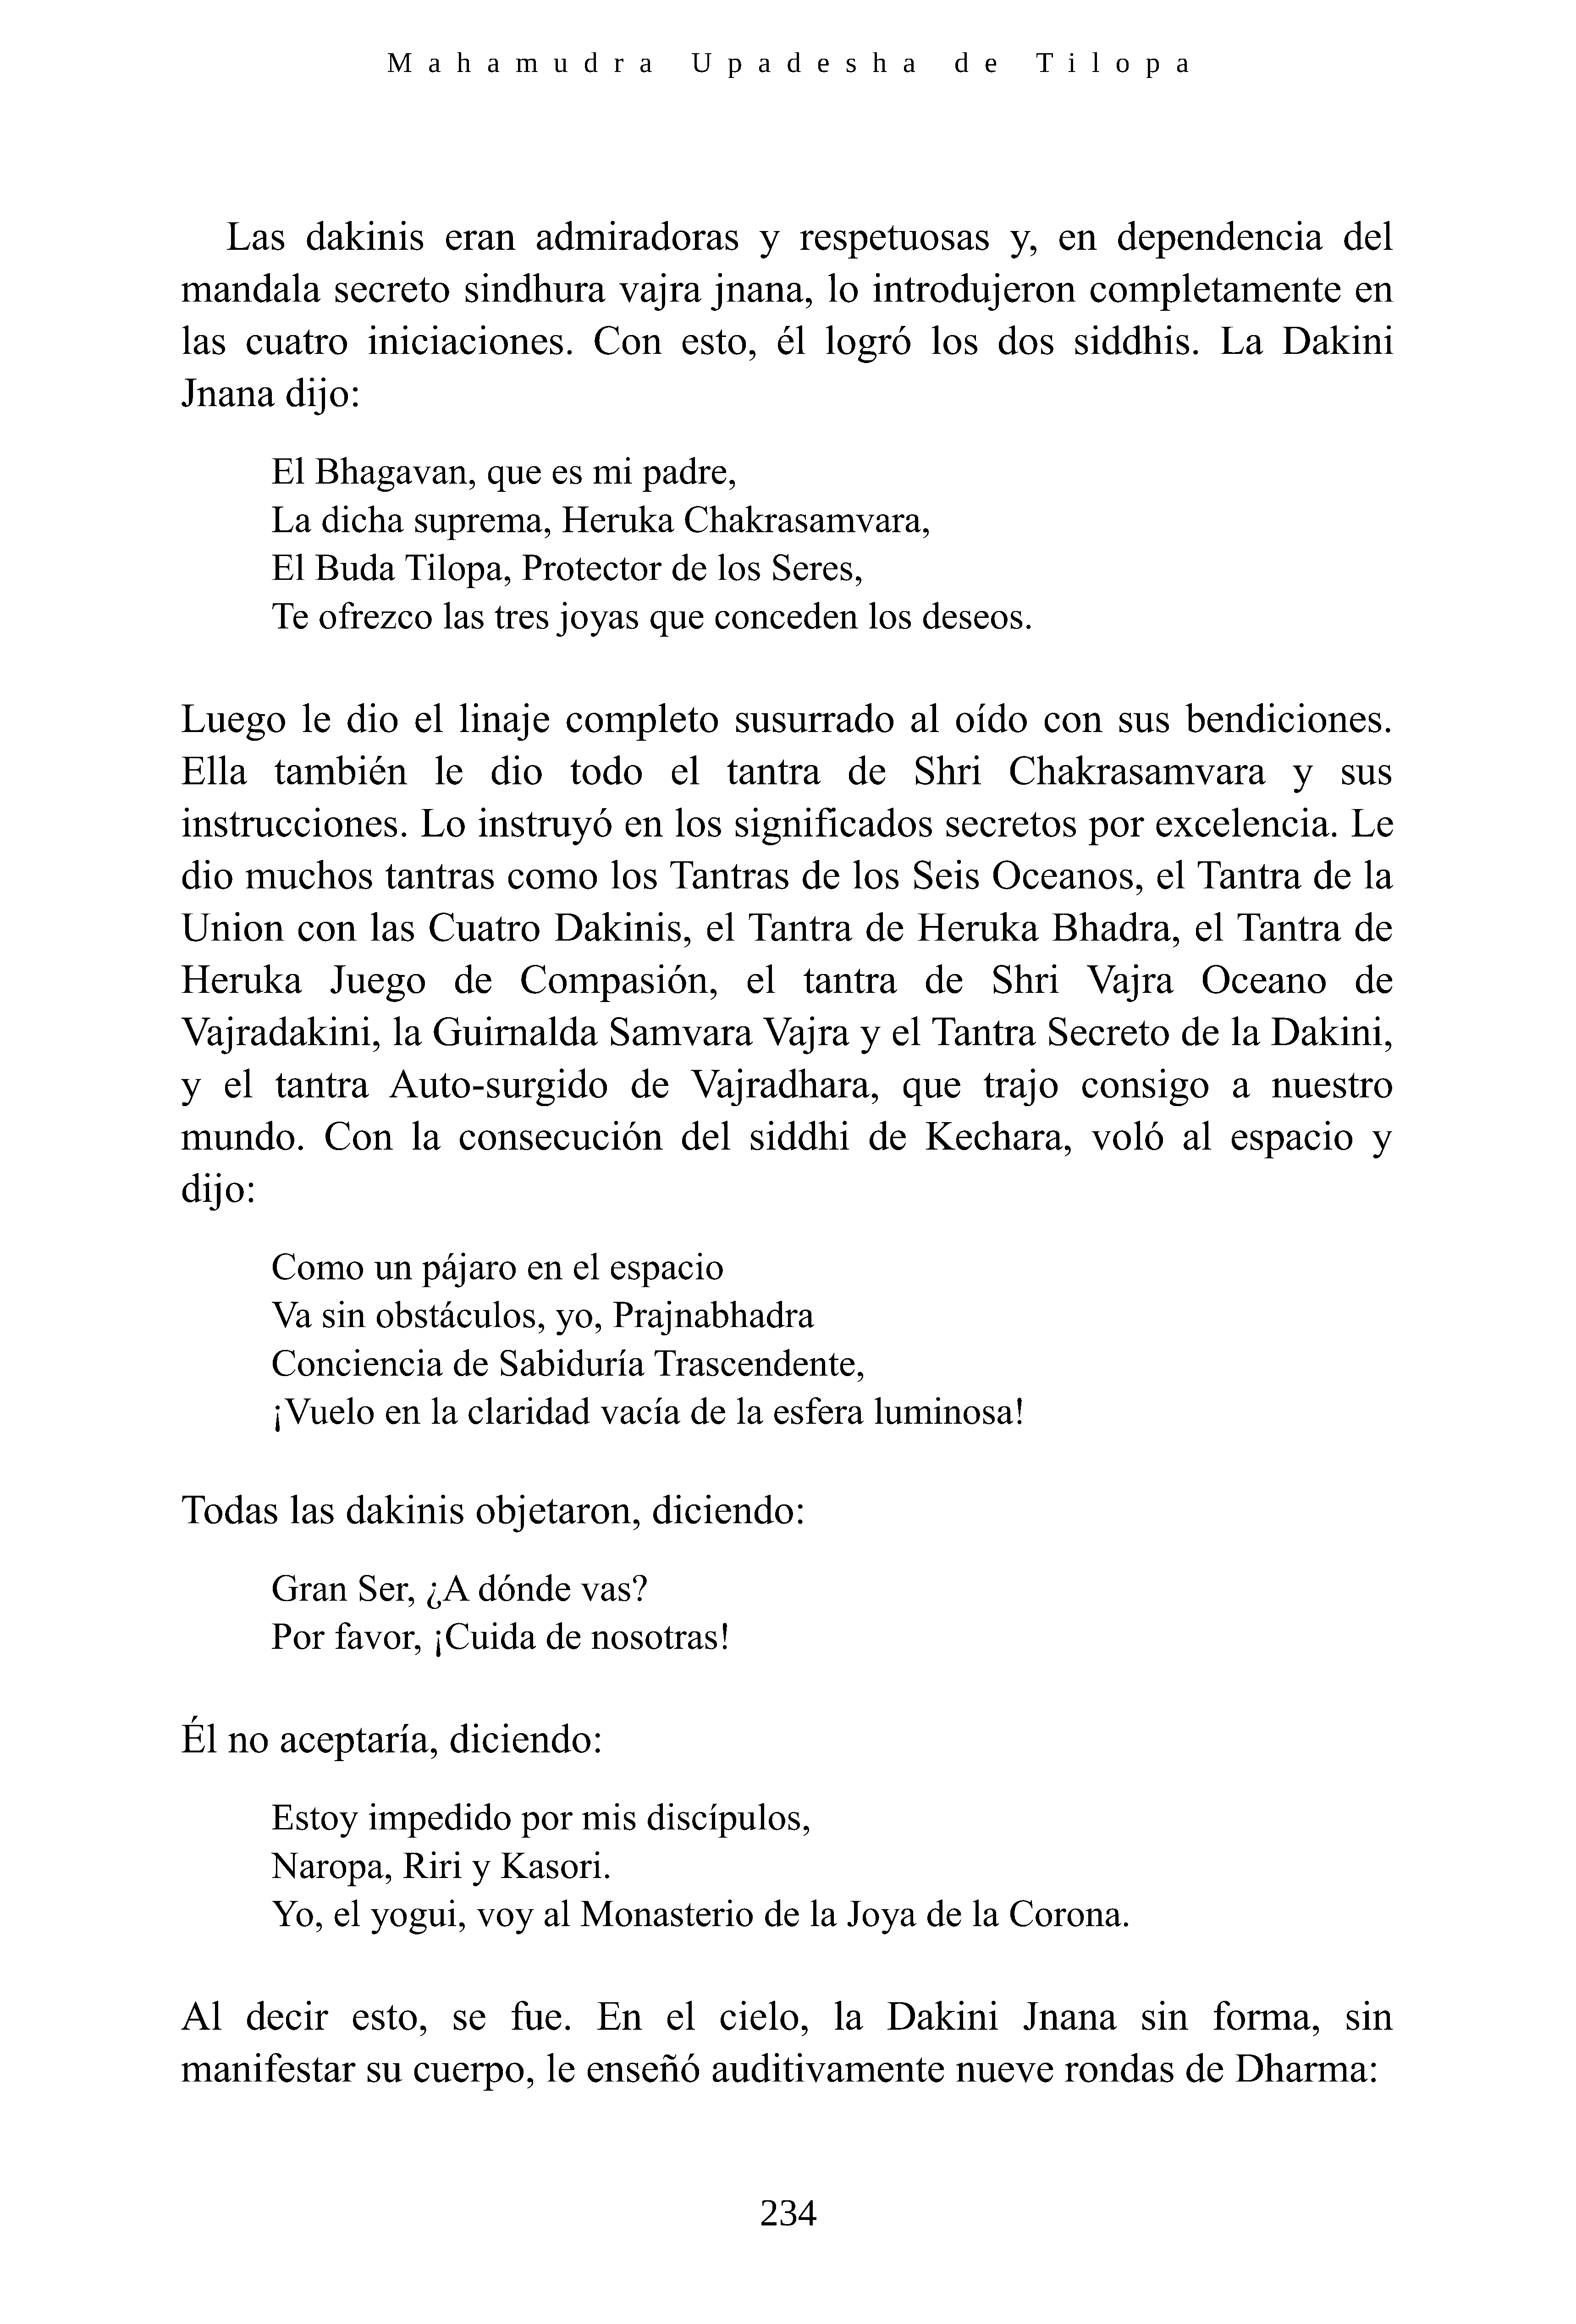 Mahamudra Upadesha de Tilopa
Las dakinis eran admiradoras y respetuosas y, en dependencia del
mandala secreto sindhura vajra jnana, lo introdujeron completamente en
las cuatro iniciaciones. Con esto, él logró los dos siddhis. La Dakini
Jnana dijo:
El Bhagavan, que es mi padre,
La dicha suprema, Heruka Chakrasamvara,
El Buda Tilopa, Protector de los Seres,
Te ofrezco las tres joyas que conceden los deseos.
Luego le dio el linaje completo susurrado al oído con sus bendiciones.
Ella también le dio todo el tantra de Shri Chakrasamvara y sus
instrucciones. Lo instruyó en los significados secretos por excelencia. Le
dio muchos tantras como los Tantras de los Seis Oceanos, el Tantra de la
Union con las Cuatro Dakinis, el Tantra de Heruka Bhadra, el Tantra de
Heruka Juego de Compasión, el tantra de Shri Vajra Oceano de
Vajradakini, la Guirnalda Samvara Vajra y el Tantra Secreto de la Dakini,
y el tantra Auto-surgido de Vajradhara, que trajo consigo a nuestro
mundo. Con la consecución del siddhi de Kechara, voló al espacio y
dijo:
Como un pájaro en el espacio
Va sin obstáculos, yo, Prajnabhadra
Conciencia de Sabiduría Trascendente,
¡Vuelo en la claridad vacía de la esfera luminosa!
Todas las dakinis objetaron, diciendo:
Gran Ser, ¿A dónde vas?
Por favor, ¡Cuida de nosotras!
Él no aceptaría, diciendo:
Estoy impedido por mis discípulos,
Naropa, Riri y Kasori.
Yo, el yogui, voy al Monasterio de la Joya de la Corona.
Al decir esto, se fue. En el cielo, la Dakini Jnana sin forma, sin
manifestar su cuerpo, le enseñó auditivamente nueve rondas de Dharma:
234